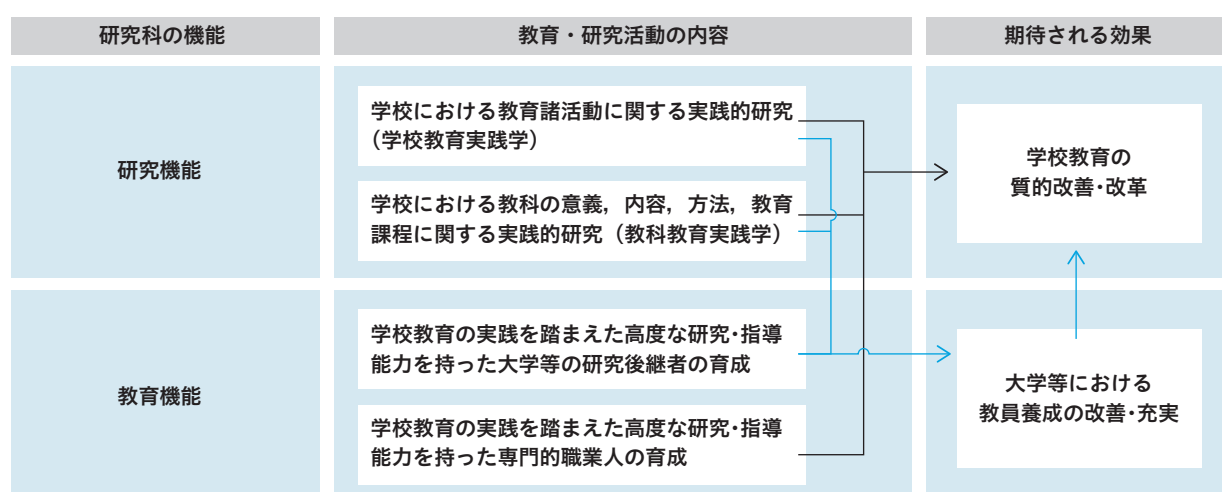 研究科の機能
教育・研究活動の内容
期待される効果
研究機能
学校における教育諸活動に関する実践的研究
（学校教育実践学）
学校における教科の意義，内容，方法，教育
課程に関する実践的研究（教科教育実践学）
学校教育の
質的改善･改革
教育機能
学校教育の実践を踏まえた高度な研究･指導
能力を持った大学等の研究後継者の育成
学校教育の実践を踏まえた高度な研究･指導
能力を持った専門的職業人の育成
大学等における
教員養成の改善･充実